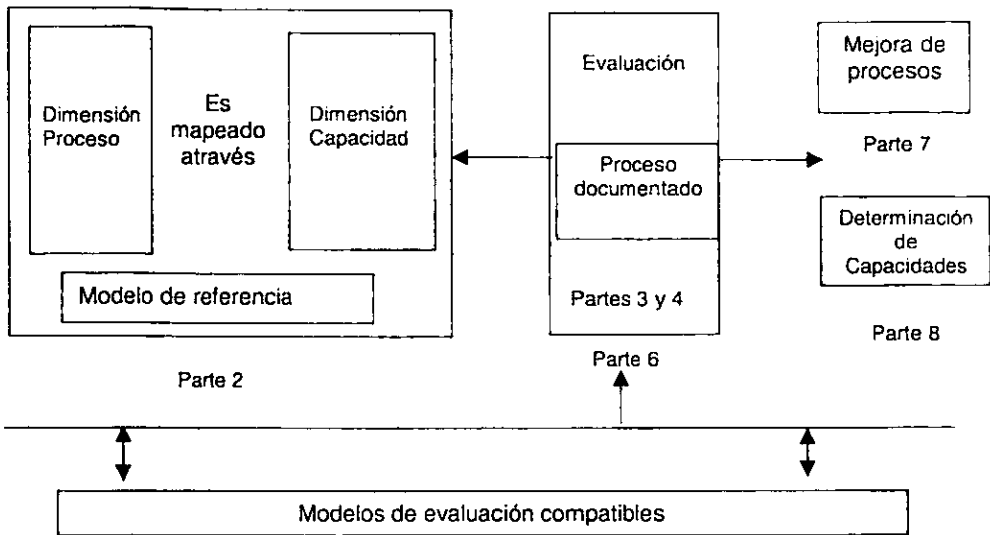 Dimensión
Proceso
Es
mapeado
através
Dimensión
Capacidad
Modelo de referencia
Parte 2
Evaluación
Proceso
documentado
Partes 3 y 4
Parte 6
Mejora de
procesos
Parte 7
Determinación
de
Capacidades
Parte 8
Modelos de evaluación compatibles